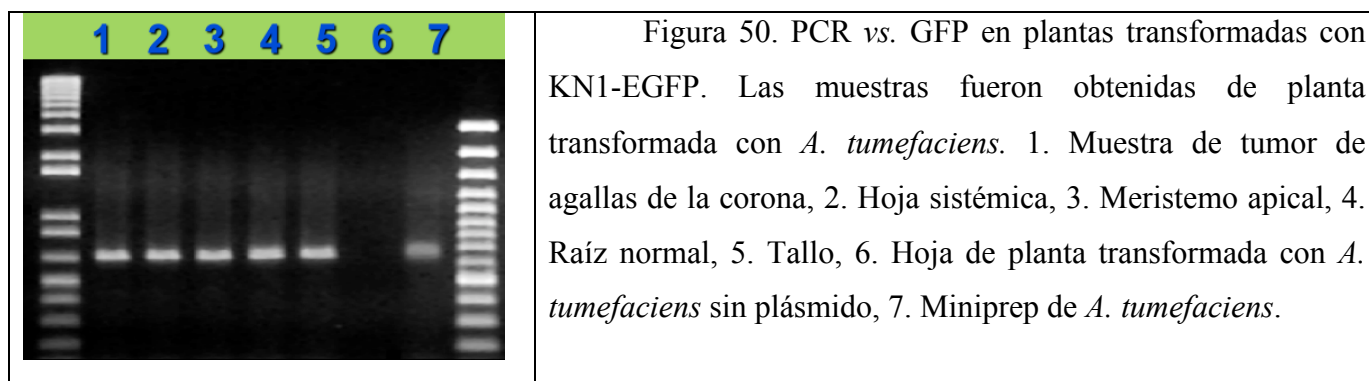 1 2 3 4 5 6 7
Figura 50. PCR vs. GFP en plantas transformadas con
KN1-EGFP. Las muestras fueron obtenidas de planta
transformada con A. tumefaciens. 1. Muestra de tumor de
agallas de la corona, 2. Hoja sistémica, 3. Meristemo apical, 4.
Raíz normal, 5. Tallo, 6. Hoja de planta transformada con A.
tumefaciens sin plásmido, 7. Miniprep de A. tumefaciens.